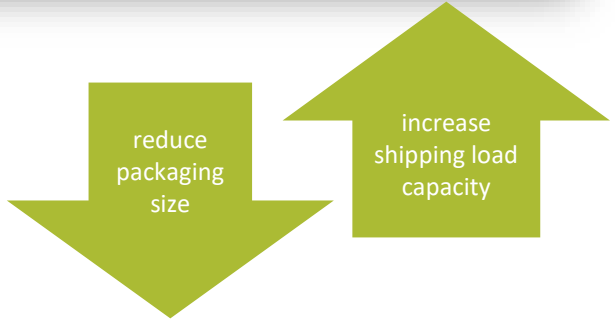 reduce
packaging
size
increase
shipping load
capacity